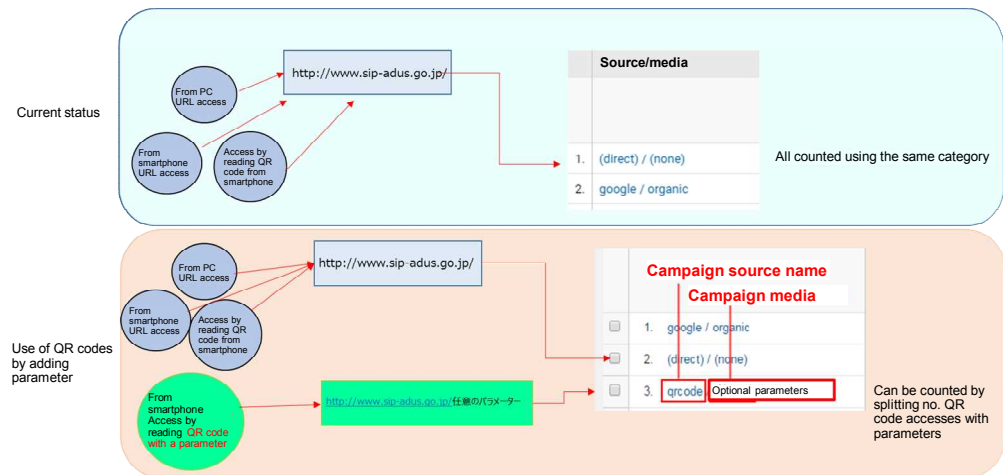 Current status
From PC
URL access
From
smartphone
URL access
Access by
reading QR
code from
smartphone
http://www.sip-adus.go.jp/
Source/media
1. (direct) / (none)
2. google / organic
All counted using the same category
Use of QR codes
by adding
parameter
From PC
URL access
From
smartphone
URL access
Access by
reading QR
code from
smartphone
http://www.sip-adus.go.jp/
From
smartphone
Access by
reading QR code
with a parameter
http://www.sip-adus.go.jp/任意のパラメーター
Campaign source name
Campaign media
1. google / organic
2. (direct) / (none)
3. qrcode Optional parameters
Can be counted by
splitting no. QR
code accesses with
parameters